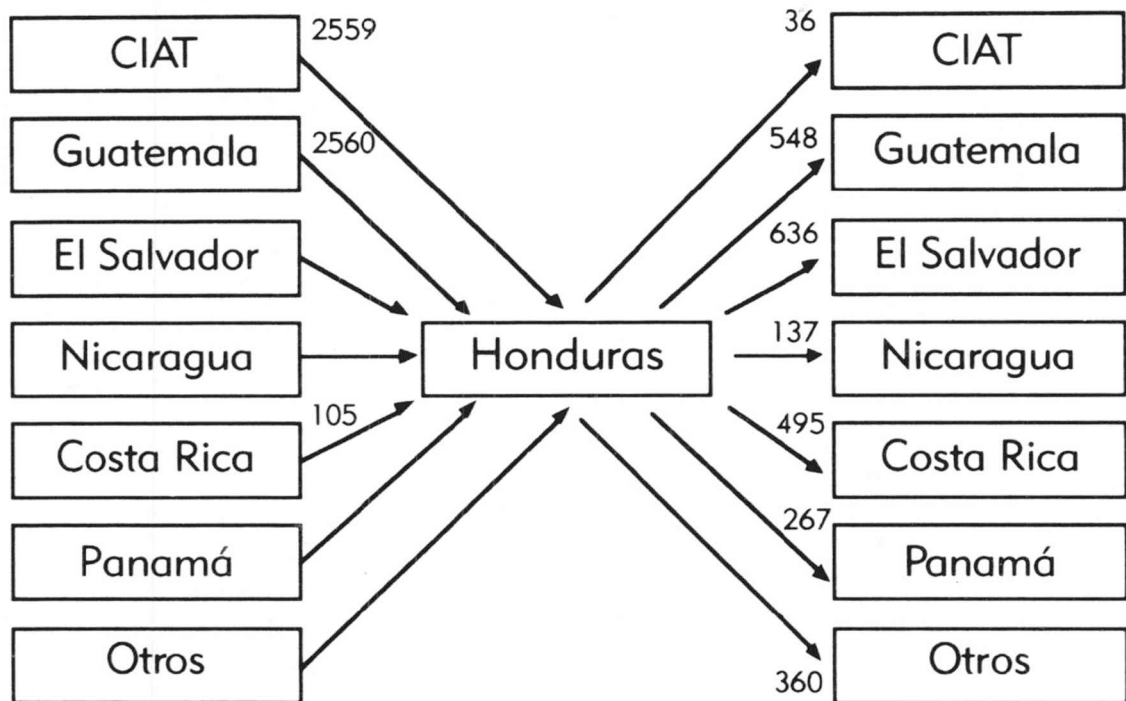 2559
36
CIAT
CIAT
Guatemala
2560
548
Guatemala
El Salvador
636
El Salvador
Nicaragua
Honduras
137
Nicaragua
105
Costa Rica
495
Costa Rica
Panamá
267
Panamá
Otros
360
Otros